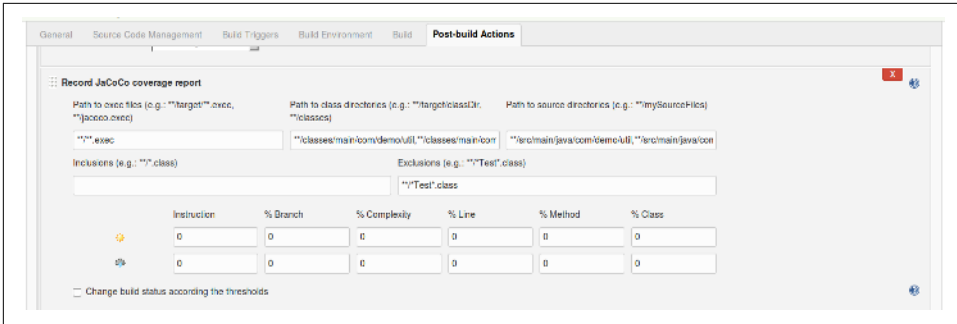 General Source Code Management Build Triggers Build Environment Build Post-build Actions
Record JaCoCo coverage report
X
Path to exec files (e.g.: **/target/**.exec, **/jacoco.exec)
Path to class directories (e.g.: **/target/classDir, **/classes)
Path to source directories (e.g.: **/mySourceFiles)
**/**.exec
**/classes/main/com/demo/util,**/classes/main/com
**/src/main/java/com/demo/util,**/src/main/java/con
Inclusions (e.g.: **/*.class)
Exclusions (e.g.: **/*Test*.class)
**/*Test*.class
Instruction % Branch % Complexity % Line % Method % Class
0 0 0 0 0 0
0 0 0 0 0 0
Change build status according the thresholds